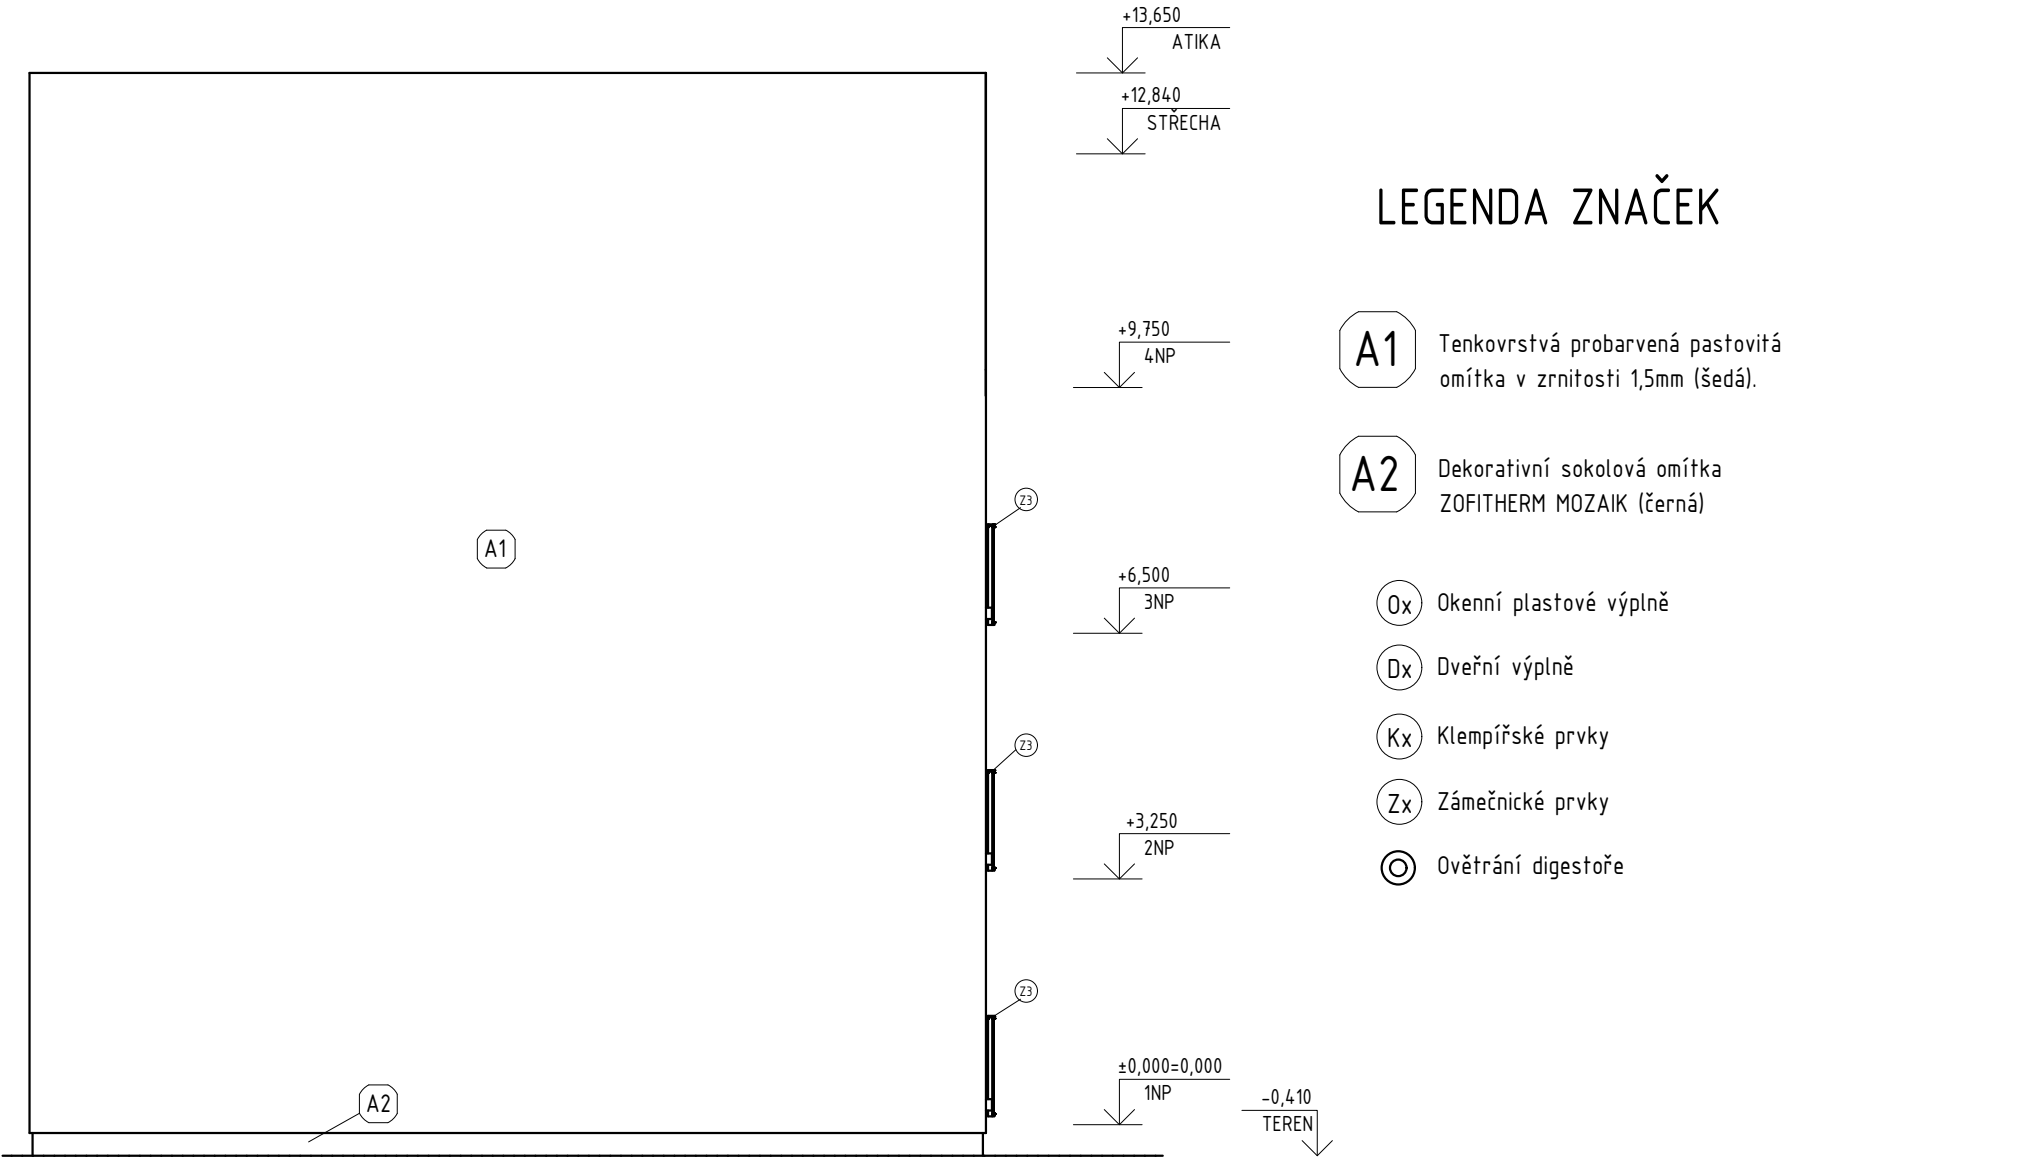 +13,650
ATIKA
+12,840
STŘECHA
+9,750
4NP
+6,500
3NP
+3,250
2NP
±0,000=0,000
1NP
-0,410
TEREN
A1
A2
Z3
Z3
Z3
LEGENDA ZNAČEK
A1
Tenkovrstvá probarvená pastovitá
omítka v zrnitosti 1,5mm (šedá).
A2
Dekorativní sokolová omítka
ZOFITHERM MOZAIK (černá)
Ox Okenní plastové výplně
Dx Dveřní výplně
Kx Klempířské prvky
Zx Zámečnické prvky
Ovětrání digestoře